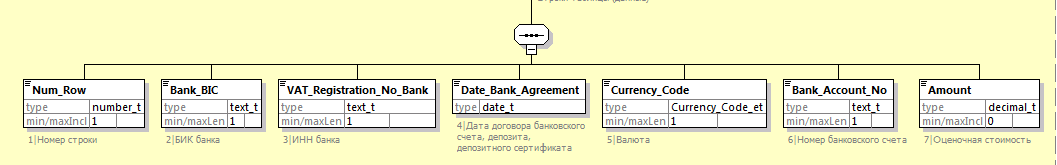 Num_Row
type number_t
min/maxIncl 1
1|Номер строки
Bank_BIC
type text_t
min/maxLen 1
2|БИК банка
VAT_Registration_No_Bank
type text_t
min/maxLen 1
3|ИНН банка
Date_Bank_Agreement
type date_t
4|Дата договора банковского
счета, депозита,
депозитного сертификата
Currency_Code
type Currency_Code_et
min/maxLen 1
5|Валюта
Bank_Account_No
type text_t
min/maxLen 1
6|Номер банковского счета
Amount
type decimal_t
min/maxIncl 0
7|Оценочная стоимость